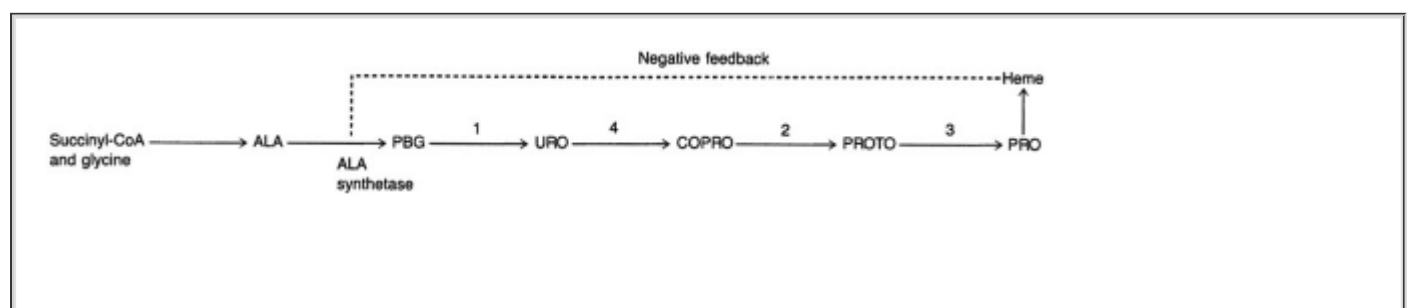 Negative feedback
Heme
1
4
2
3
Succinyl-CoA
and glycine
ALA
PBG
URO
COPRO
PROTO
PRO
ALA
synthetase